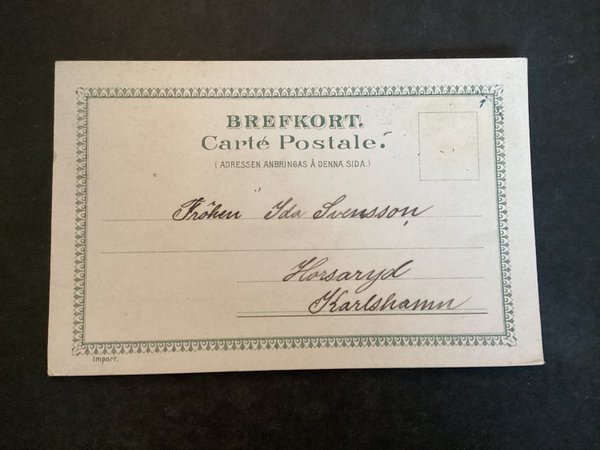 BREFKORT.
Carte Postale.
(ADRESSEN ANBRINGAS Å DENNA SIDA.)
Fröken Ida Svensson
Horsaryd
Karlshamn
Import.